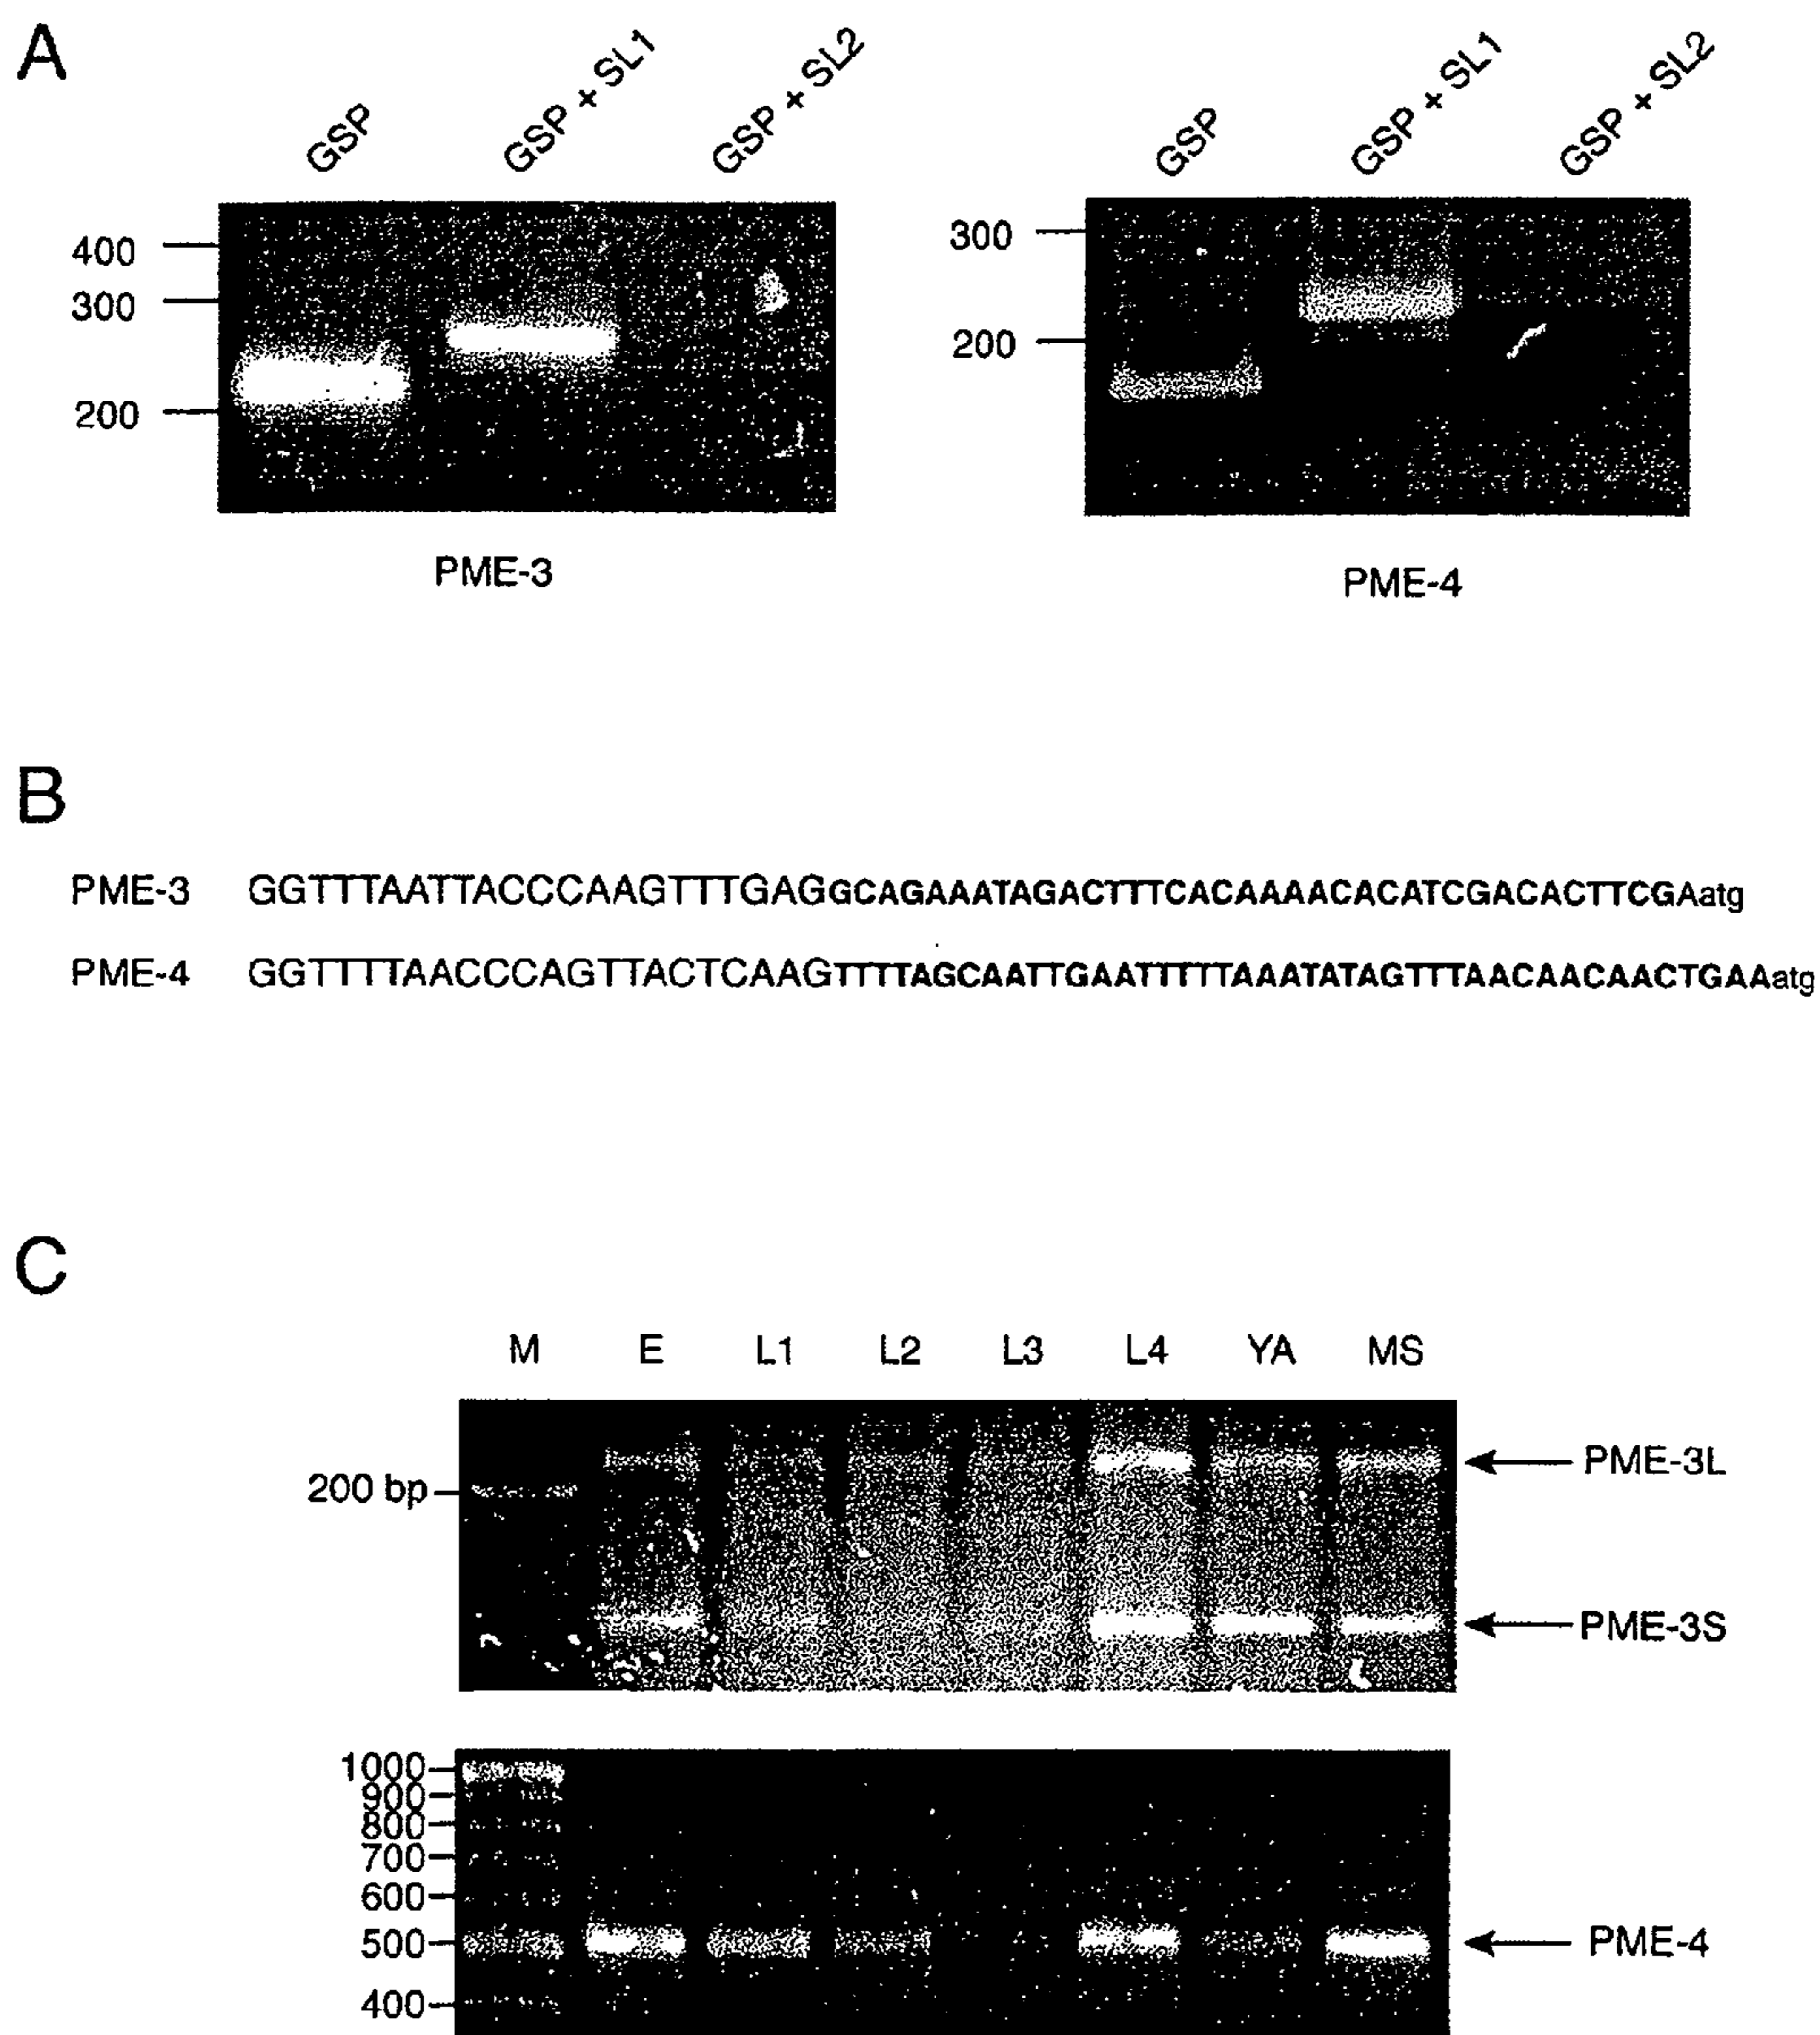 A
GSP GSP + SL1 GSP + SL2
GSP GSP + SL1 GSP + SL2
400
300
200
300
200
PME-3
PME-4
B
PME-3 GGTTTAATTACCCAAGTTTGAGGCAGAAATAGACTTTCACAAAACACATCGACACTTCGAatg
PME-4 GGTTTTAACCCAGTTACTCAAGTTTTAGCAATTGAATTTTTAAATATAGTTTAACAACAACTGAAatg
C
M E L1 L2 L3 L4 YA MS
200 bp
PME-3L
PME-3S
1000
900
800
700
600
500
400
PME-4